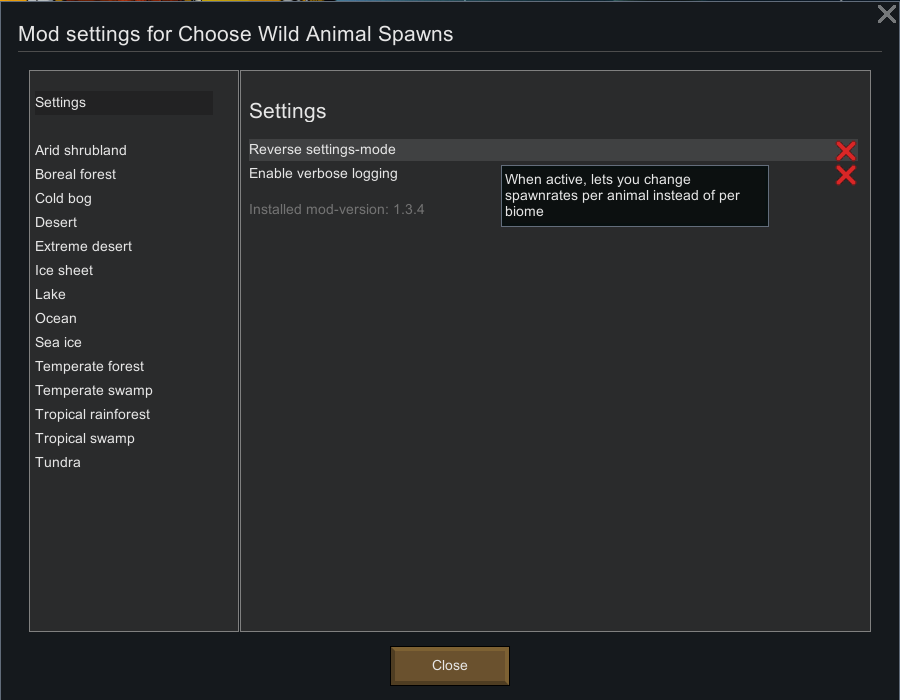 Mod settings for Choose Wild Animal Spawns
Settings
Arid shrubland
Boreal forest
Cold bog
Desert
Extreme desert
Ice sheet
Lake
Ocean
Sea ice
Temperate forest
Temperate swamp
Tropical rainforest
Tropical swamp
Tundra
Settings
Reverse settings-mode
Enable verbose logging
Installed mod-version: 1.3.4
When active, lets you change
spawnrates per animal instead of per
biome
Close